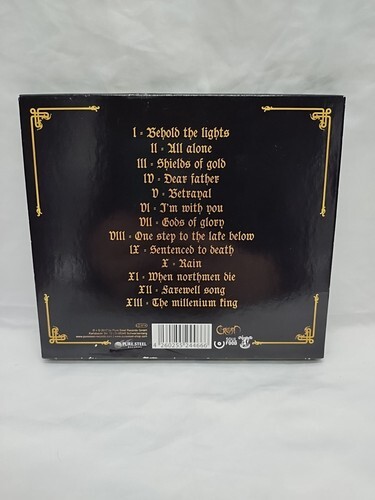 I - Behold the lights
II - All alone
III - Shields of gold
IV - Dear father
V - Betrayal
VI - I'm with you
VII - Gods of glory
VIII - One step to the lake below
IX - Sentenced to death
X - Rain
XI - When northmen die
XII - Farewell song
XIII - The millenium king
PURE STEEL